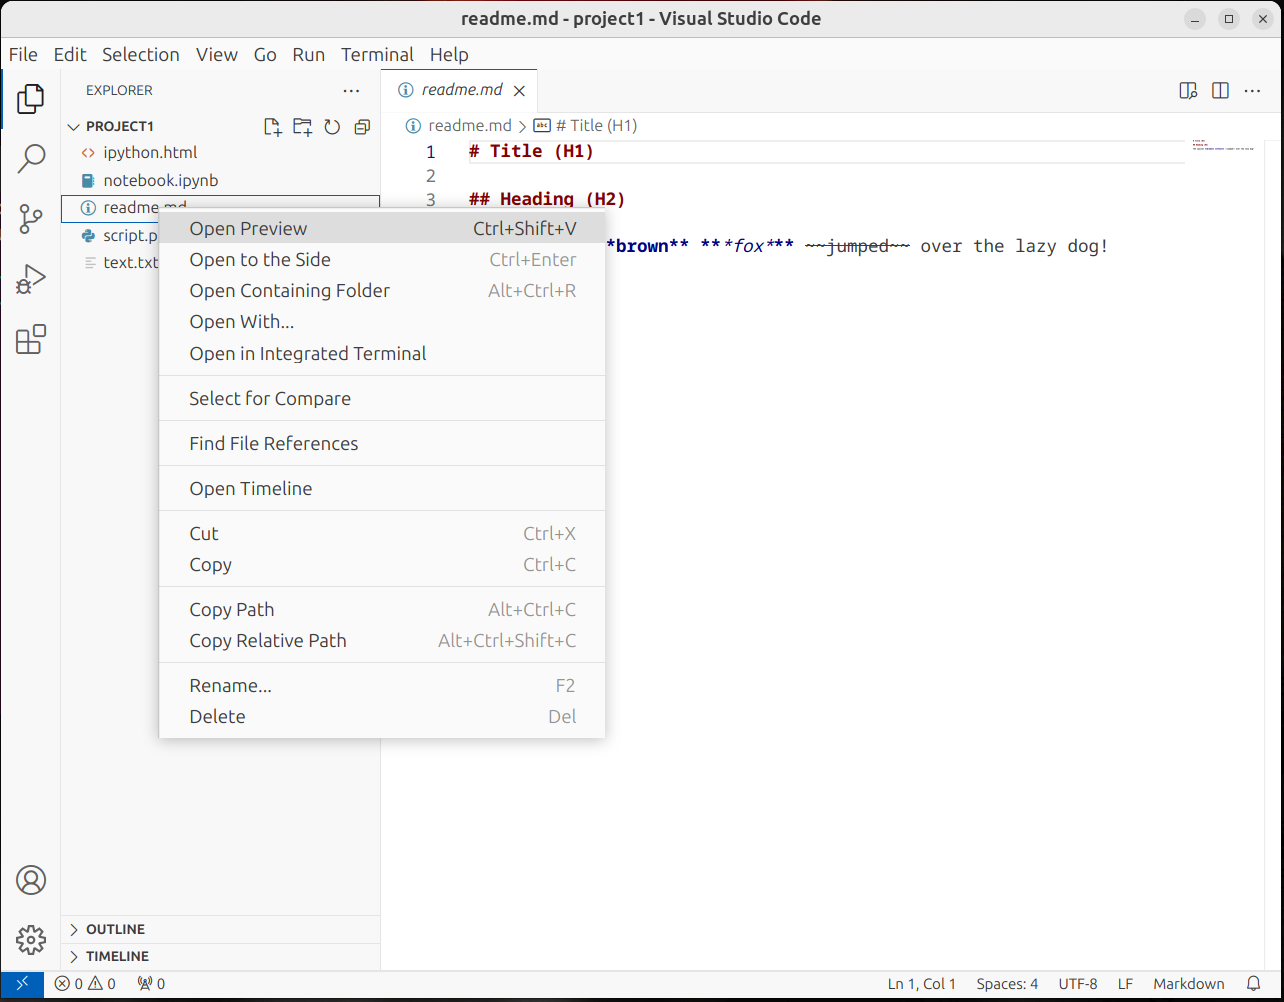 readme.md - project1 - Visual Studio Code
File Edit Selection View Go Run Terminal Help
EXPLORER
PROJECT1
ipython.html
notebook.ipynb
readme.md
script.p
text.txt
readme.md
readme.md > # Title (H1)
1 # Title (H1)
2
3 ## Heading (H2)
*brown** ***fox*** ~~jumped~~ over the lazy dog!
Open Preview Ctrl+Shift+V
Open to the Side Ctrl+Enter
Open Containing Folder Alt+Ctrl+R
Open With...
Open in Integrated Terminal
Select for Compare
Find File References
Open Timeline
Cut Ctrl+X
Copy Ctrl+C
Copy Path Alt+Ctrl+C
Copy Relative Path Alt+Ctrl+Shift+C
Rename... F2
Delete Del
OUTLINE
TIMELINE
0 0 0 Ln 1, Col 1 Spaces: 4 UTF-8 LF Markdown